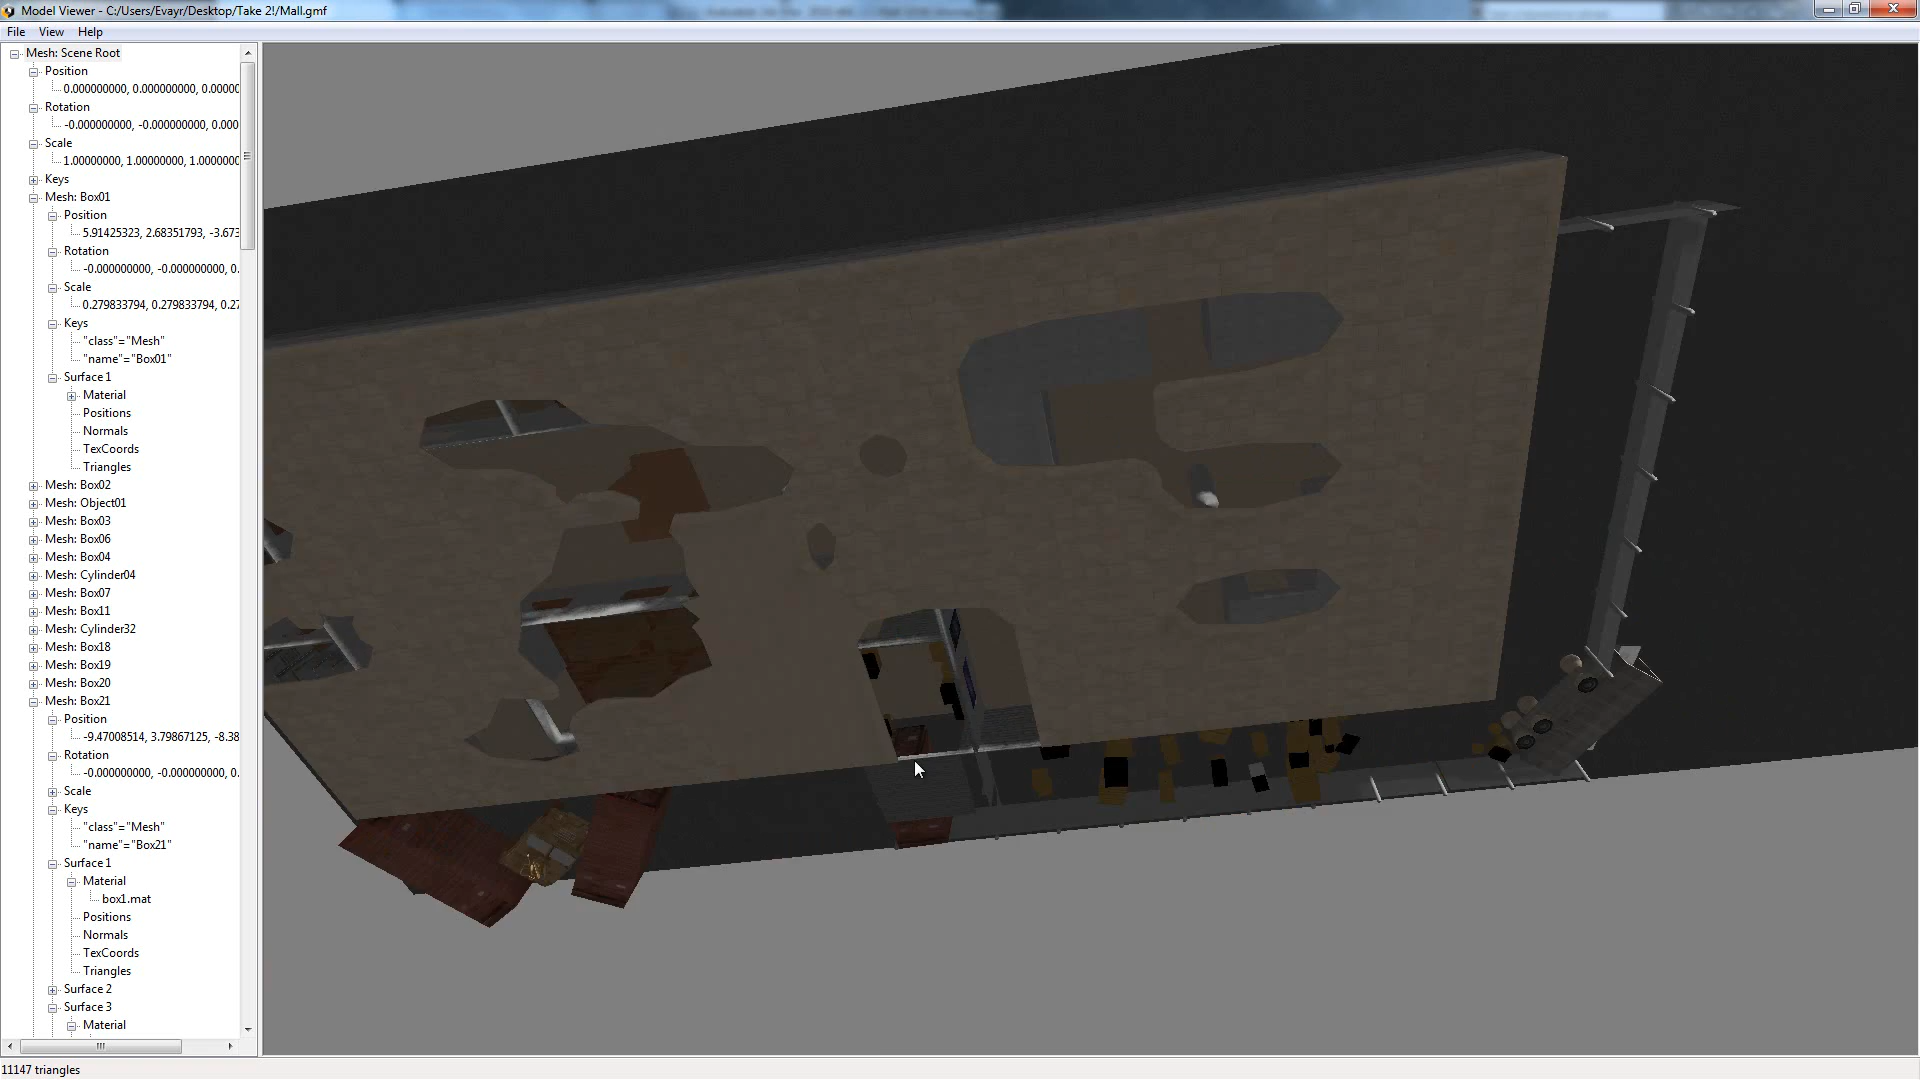 Model Viewer - C:/Users/Evayr/Desktop/Take 2!/Mall.gmf
File View Help
Mesh: Scene Root
Position
0.000000000, 0.000000000, 0.00000
Rotation
-0.000000000, -0.000000000, 0.000
Scale
1.00000000, 1.00000000, 1.0000000
Keys
Mesh: Box01
Position
5.91425323, 2.68351793, -3.673
Rotation
-0.000000000, -0.000000000, 0.
Scale
0.279833794, 0.279833794, 0.27
Keys
"class"="Mesh"
"name"="Box01"
Surface 1
Material
Positions
Normals
TexCoords
Triangles
Mesh: Box02
Mesh: Object01
Mesh: Box03
Mesh: Box06
Mesh: Box04
Mesh: Cylinder04
Mesh: Box07
Mesh: Box11
Mesh: Cylinder32
Mesh: Box18
Mesh: Box19
Mesh: Box20
Mesh: Box21
Position
-9.47008514, 3.79867125, -8.38
Rotation
-0.000000000, -0.000000000, 0.
Scale
Keys
"class"="Mesh"
"name"="Box21"
Surface 1
Material
box1.mat
Positions
Normals
TexCoords
Triangles
Surface 2
Surface 3
Material
11147 triangles